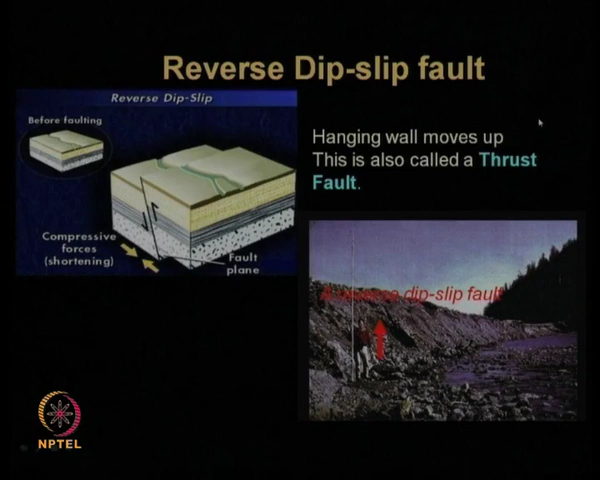 Reverse Dip-slip fault
Reverse Dip-Slip
Before faulting
Compressive
forces
(shortening)
Fault
plane
Hanging wall moves up
This is also called a Thrust
Fault.
dip-slip fault
NPTEL